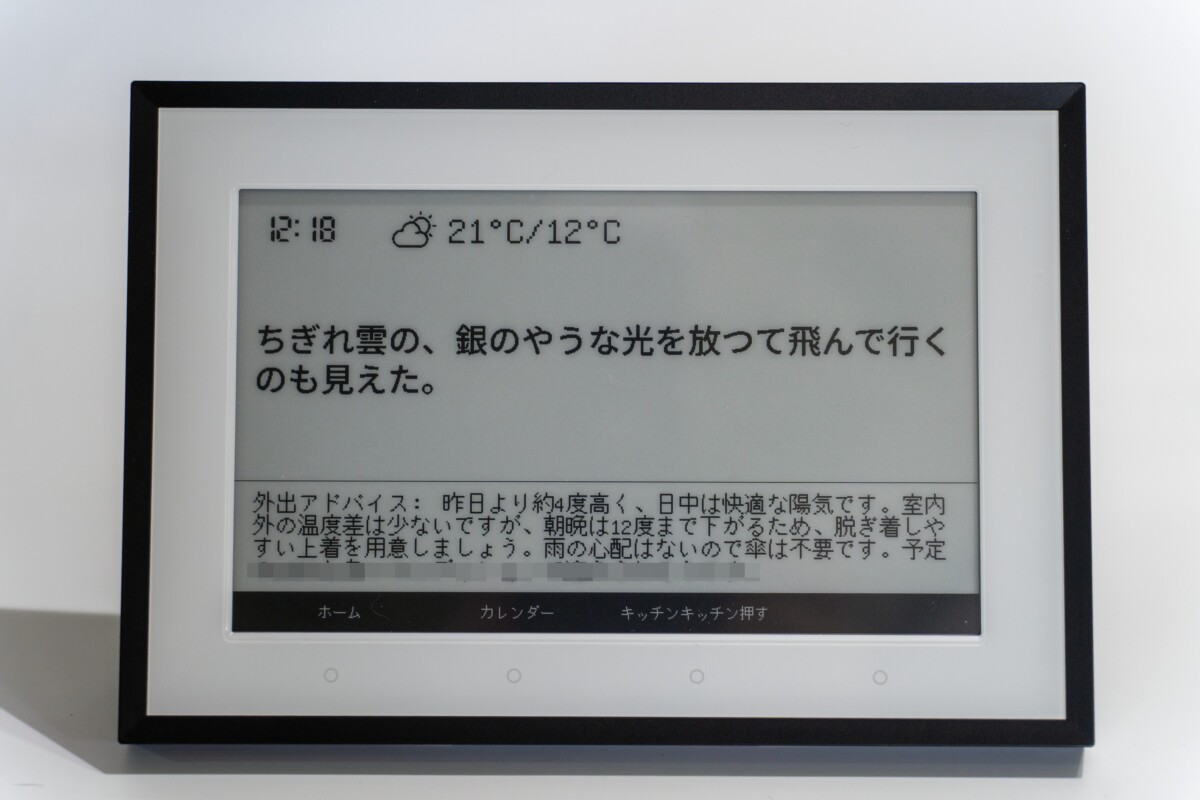 12:18 21°C/12°C
ちぎれ雲の、銀のやうな光を放つて飛んで行く
のも見えた。
外出アドバイス: 昨日より約4度高く、日中は快適な陽気です。室内
外の温度差は少ないですが、朝晩は12度まで下がるため、脱ぎ着しや
すい上着を用意しましょう。雨の心配はないので傘は不要です。予定
ホーム カレンダー キッチンキッチン押す